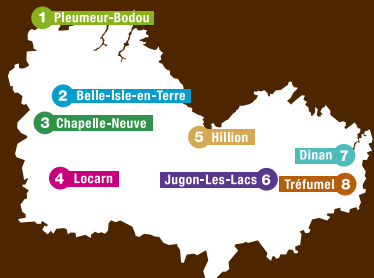 1 Pleumeur-Bodou
2 Belle-Isle-en-Terre
3 Chapelle-Neuve
5 Hillion
Dinan 7
4 Locarn
Jugon-Les-Lacs 6
Tréfumel 8